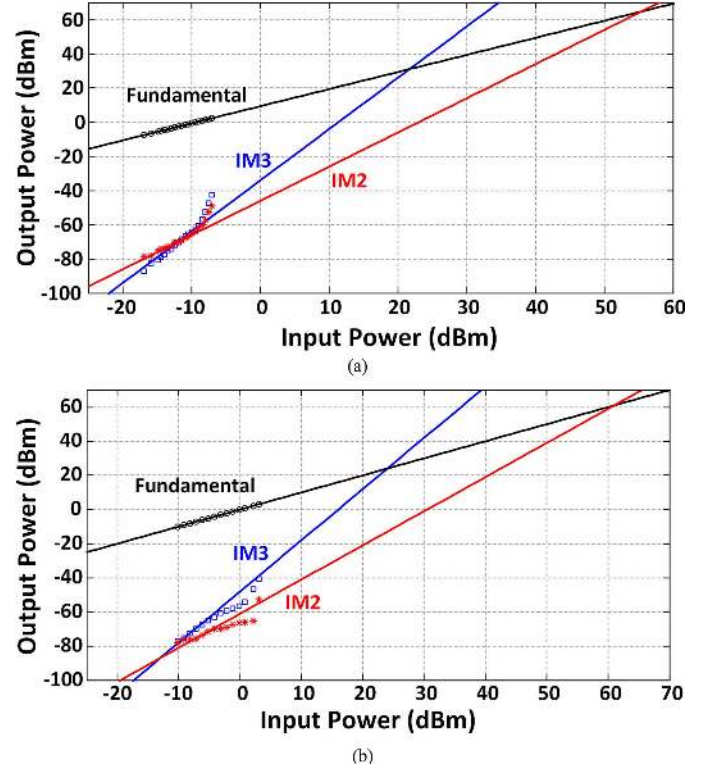 60
40
20
0
-20
-40
-60
-80
-100
Output Power (dBm)
Fundamental
IM3
IM2
-20 -10 0 10 20 30 40 50 60
Input Power (dBm)
(a)
60
40
20
0
-20
-40
-60
-80
-100
Output Power (dBm)
Fundamental
IM3
IM2
-20 -10 0 10 20 30 40 50 60 70
Input Power (dBm)
(b)